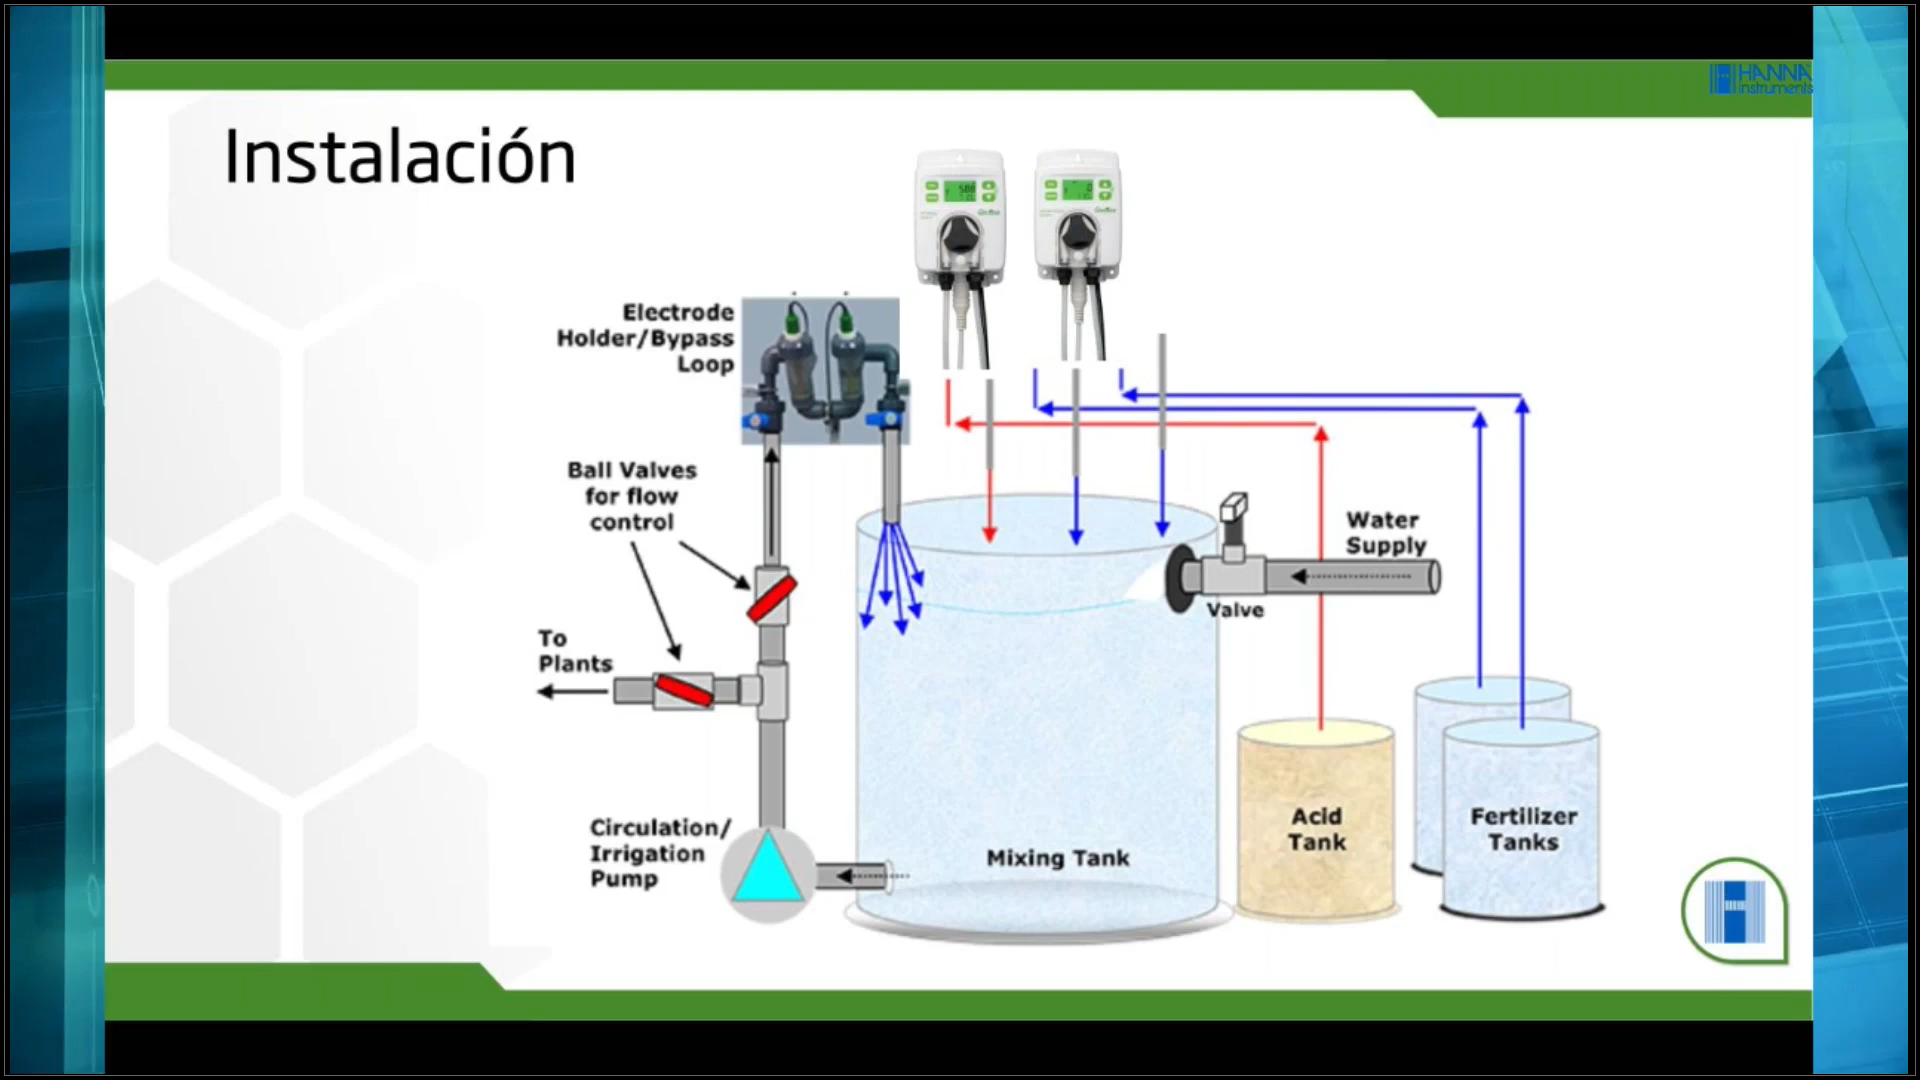 HANNA
instruments
Instalación
Electrode
Holder/Bypass
Loop
Ball Valves
for flow
control
Water
Supply
Valve
To
Plants
Circulation/
Irrigation
Pump
Mixing Tank
Acid
Tank
Fertilizer
Tanks